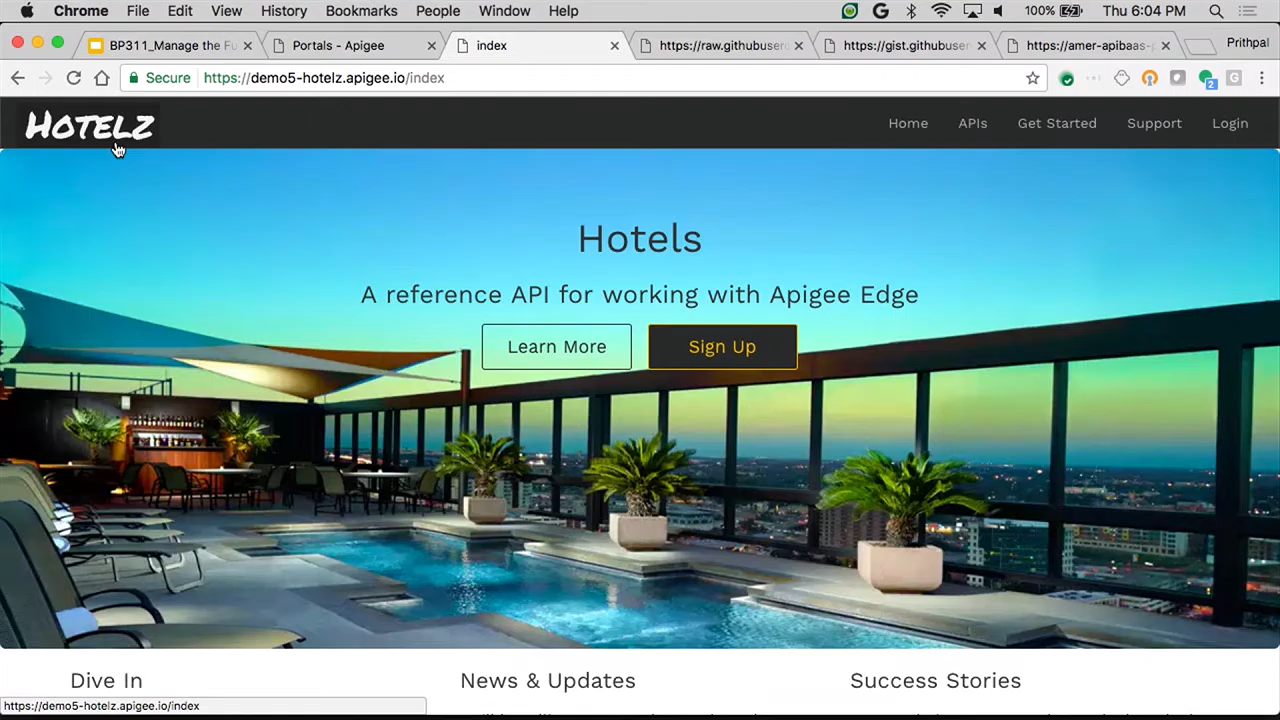 Chrome File Edit View History Bookmarks People Window Help 100% Thu 6:04 PM
BP311_Manage the Fu Portals - Apigee index https://raw.githubuserc https://gist.githubuser https://amer-apibaas-p Prithpal
Secure https://demo5-hotelz.apigee.io/index 2
HOTELZ Home APIs Get Started Support Login
Hotels
A reference API for working with Apigee Edge
Learn More Sign Up
Dive In News & Updates Success Stories
https://demo5-hotelz.apigee.io/index